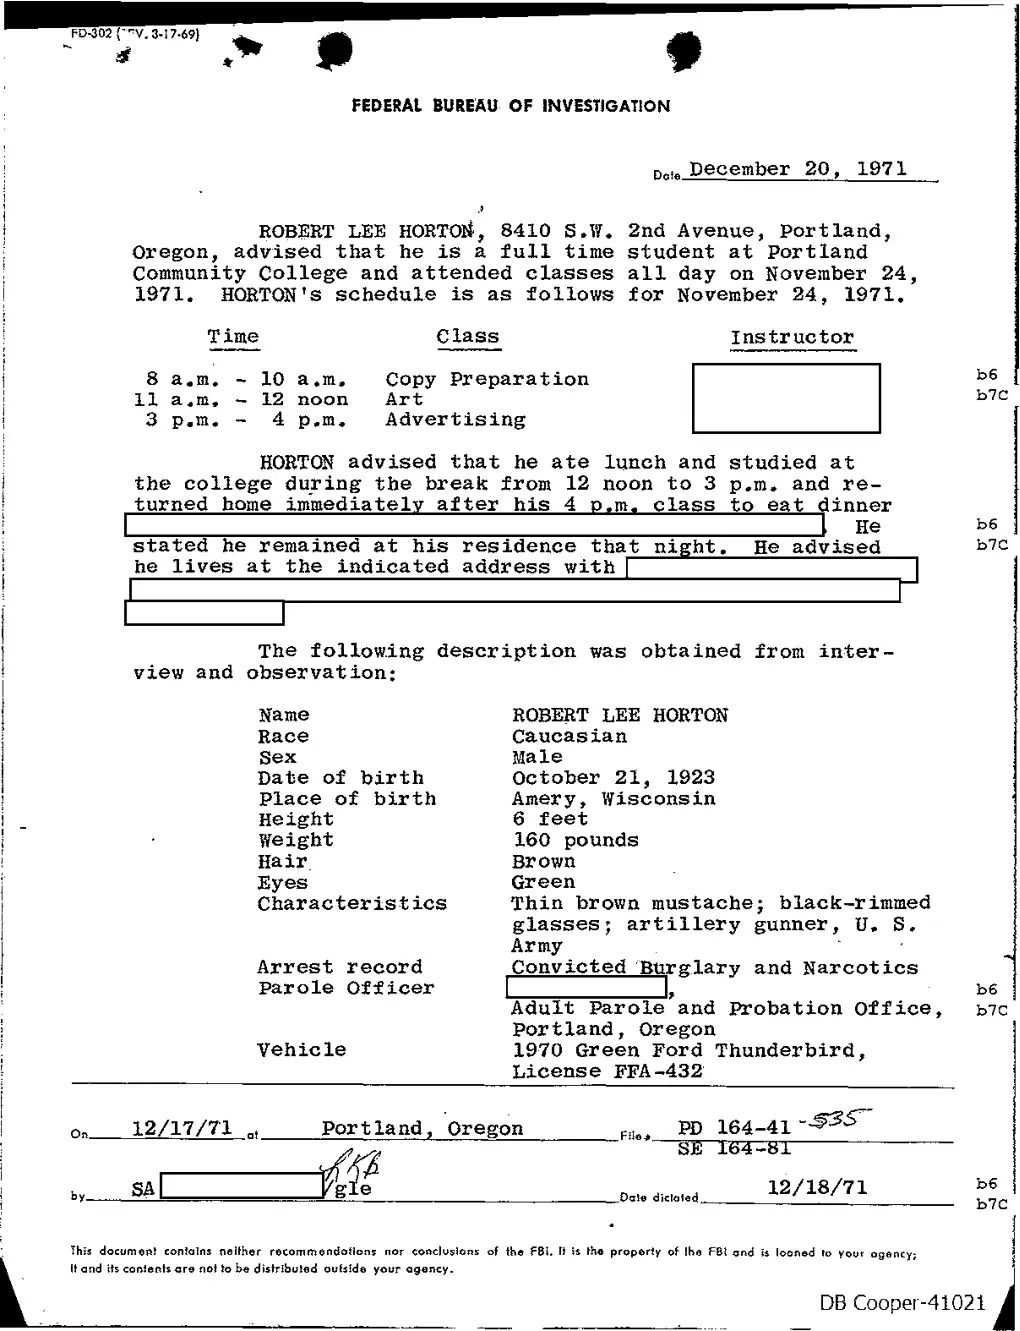 FD-302 (REV. 3-17-69)
FEDERAL BUREAU OF INVESTIGATION
Date December 20, 1971
ROBERT LEE HORTON, 8410 S.W. 2nd Avenue, Portland,
Oregon, advised that he is a full time student at Portland
Community College and attended classes all day on November 24,
1971. HORTON's schedule is as follows for November 24, 1971.
Time Class Instructor
8 a.m. - 10 a.m. Copy Preparation b6
11 a.m. - 12 noon Art b7C
3 p.m. - 4 p.m. Advertising
HORTON advised that he ate lunch and studied at
the college during the break from 12 noon to 3 p.m. and re-
turned home immediately after his 4 p.m. class to eat dinner
He b6
stated he remained at his residence that night. He advised b7C
he lives at the indicated address with
The following description was obtained from inter-
view and observation:
Name ROBERT LEE HORTON
Race Caucasian
Sex Male
Date of birth October 21, 1923
Place of birth Amery, Wisconsin
Height 6 feet
Weight 160 pounds
Hair Brown
Eyes Green
Characteristics Thin brown mustache; black-rimmed
glasses; artillery gunner, U. S.
Army
Arrest record Convicted Burglary and Narcotics
Parole Officer , b6
Adult Parole and Probation Office, b7C
Portland, Oregon
Vehicle 1970 Green Ford Thunderbird,
License FFA-432
On 12/17/71 at Portland, Oregon File# PD 164-41 -535
SE 164-81
by SA /gle Date dictated 12/18/71 b6
b7C
This document contains neither recommendations nor conclusions of the FBI. It is the property of the FBI and is loaned to your agency;
it and its contents are not to be distributed outside your agency.
DB Cooper-41021